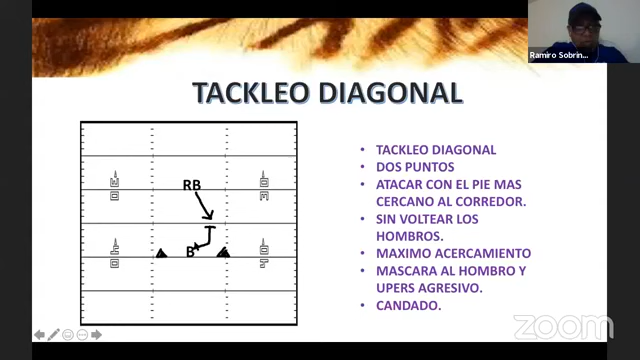 Ramiro Sobrin...
TACKLEO DIAGONAL
RB
B
• TACKLEO DIAGONAL
• DOS PUNTOS
• ATACAR CON EL PIE MAS
CERCANO AL CORREDOR.
• SIN VOLTEAR LOS
HOMBROS.
• MAXIMO ACERCAMIENTO
• MASCARA AL HOMBRO Y
UPERS AGRESIVO.
• CANDADO.
zoom